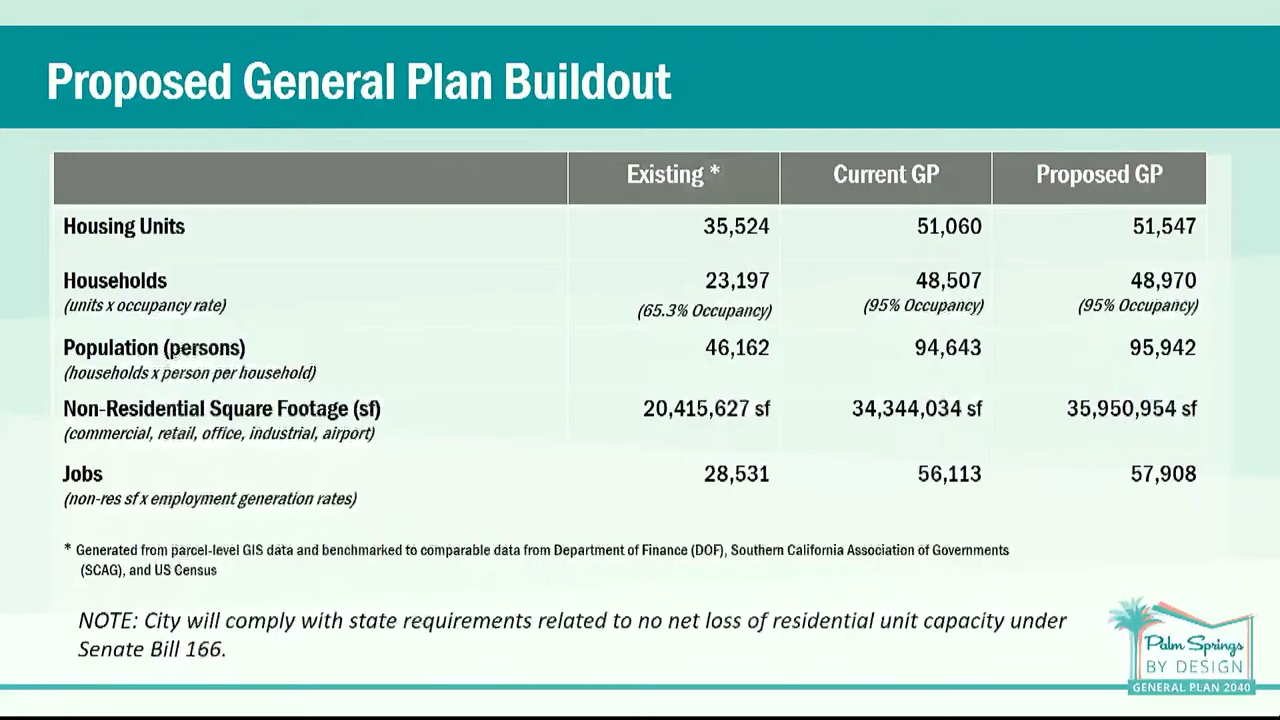 Proposed General Plan Buildout
Existing * Current GP Proposed GP
Housing Units 35,524 51,060 51,547
Households 23,197 48,507 48,970
(units x occupancy rate) (65.3% Occupancy) (95% Occupancy) (95% Occupancy)
Population (persons) 46,162 94,643 95,942
(households x person per household)
Non-Residential Square Footage (sf) 20,415,627 sf 34,344,034 sf 35,950,954 sf
(commercial, retail, office, industrial, airport)
Jobs 28,531 56,113 57,908
(non-res sf x employment generation rates)
* Generated from parcel-level GIS data and benchmarked to comparable data from Department of Finance (DOF), Southern California Association of Governments
(SCAG), and US Census
NOTE: City will comply with state requirements related to no net loss of residential unit capacity under
Senate Bill 166.
Palm Springs
BY DESIGN
GENERAL PLAN 2040